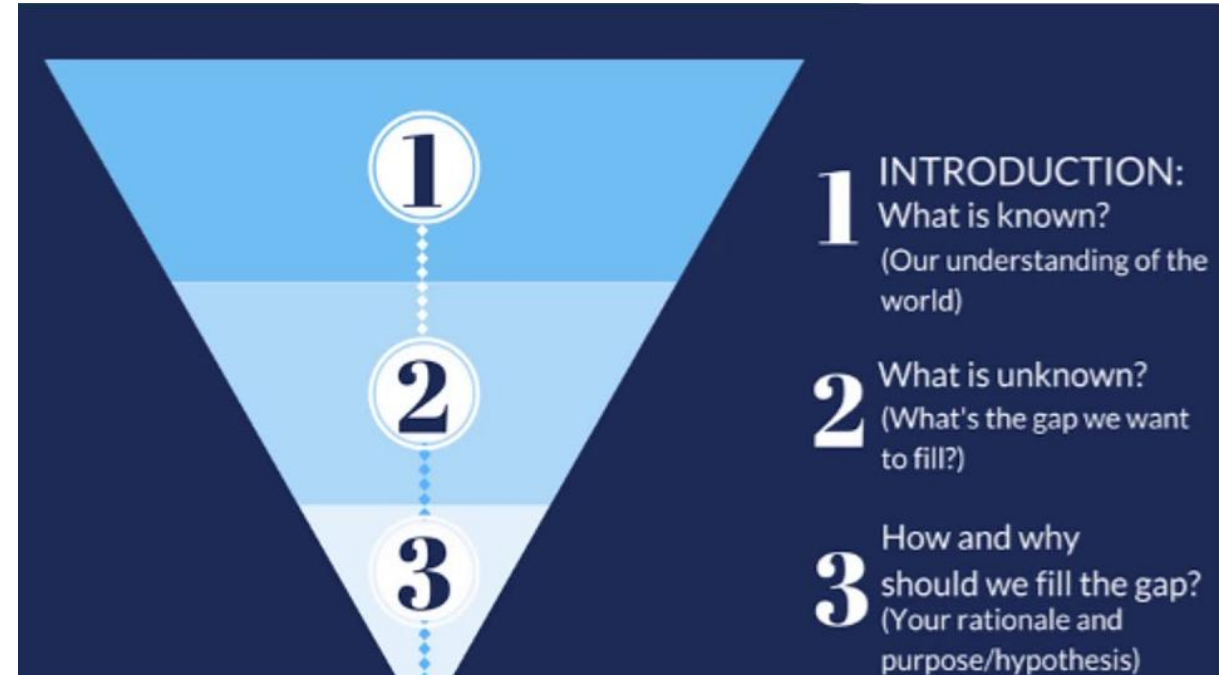 1
2
3
1
INTRODUCTION:
What is known?
(Our understanding of the
world)
2
What is unknown?
(What's the gap we want
to fill?)
3
How and why
should we fill the gap?
(Your rationale and
purpose/hypothesis)